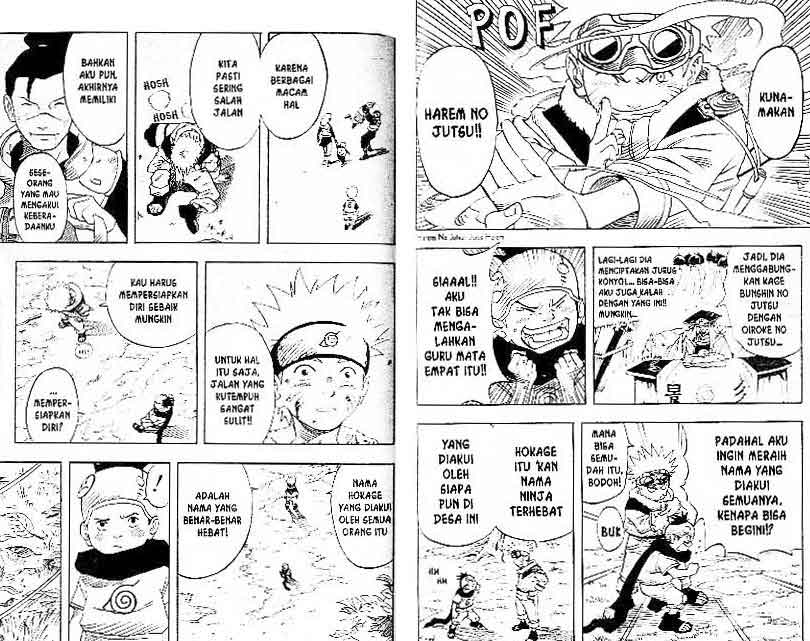 POF
KUNA-
MAKAN
HAREM NO
JUTSU!!
JADI, DIA
MENGGABUNG-
KAN KAGE
BUNSHIN NO
JUTSU
DENGAN
OIROKE NO
JUTSU...
LAGI-LAGI DIA
MENCIPTAKAN JURUS
KONYOL... BISA-BISA
AKU JUGA KALAH
DENGAN YANG INI!!
MUNGKIN...
SIAAAL!!
AKU
TAK BISA
MENGA-
LAHKAN
GURU MATA
EMPAT ITU!!
PADAHAL AKU
INGIN MERAIH
NAMA YANG
DIAKUI
SEMUANYA.
KENAPA BISA
BEGINI!?
MANA
BISA
SEMU-
DAH ITU,
BODOH!
BUK
HOKAGE
ITU 'KAN
NAMA
NINJA
TERHEBAT
YANG
DIAKUI
OLEH
SIAPA
PUN DI
DESA INI
KARENA
BERBAGAI
MACAM
HAL
KITA
PASTI
SERING
SALAH
JALAN
HOSH
HOSH
BAHKAN
AKU PUN,
AKHIRNYA
MEMILIKI
SESE-
ORANG
YANG MAU
MENGAKUI
KEBERA-
DAANKU
UNTUK HAL
ITU SAJA,
JALAN YANG
KUTEMPUH
SANGAT
SULIT!!
KAU HARUS
MEMPERSIAPKAN
DIRI SEBAIK
MUNGKIN
...
MEMPER-
SIAPKAN
DIRI?
NAMA
HOKAGE
YANG DIAKUI
OLEH SEMUA
ORANG ITU
ADALAH
NAMA YANG
BENAR-BENAR
HEBAT!
!